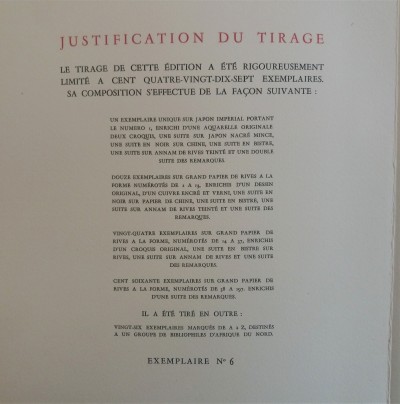 JUSTIFICATION DU TIRAGE
LE TIRAGE DE CETTE ÉDITION A ÉTÉ RIGOUREUSEMENT
LIMITÉ A CENT QUATRE-VINGT-DIX-SEPT EXEMPLAIRES.
SA COMPOSITION S'EFFECTUE DE LA FAÇON SUIVANTE :
UN EXEMPLAIRE UNIQUE SUR JAPON IMPÉRIAL PORTANT
LE NUMERO 1, ENRICHI D'UNE AQUARELLE ORIGINALE
DEUX CROQUIS, UNE SUITE SUR JAPON NACRÉ MINCE,
UNE SUITE EN NOIR SUR CHINE, UNE SUITE EN BISTRE,
UNE SUITE SUR ANNAM DE RIVES TEINTÉ ET UNE DOUBLE
SUITE DES REMARQUES.
DOUZE EXEMPLAIRES SUR GRAND PAPIER DE RIVES A LA
FORME NUMÉROTÉS DE 2 A 13, ENRICHIS D'UN DESSIN
ORIGINAL, D'UN CUIVRE ENCRÉ ET VERNI, UNE SUITE EN
NOIR SUR PAPIER DE CHINE, UNE SUITE EN BISTRE, UNE
SUITE SUR ANNAM DE RIVES TEINTÉ ET UNE SUITE DES
REMARQUES.
VINGT-QUATRE EXEMPLAIRES SUR GRAND PAPIER DE
RIVES A LA FORME, NUMÉROTÉS DE 14 A 37, ENRICHIS
D'UN CROQUIS ORIGINAL, UNE SUITE EN BISTRE SUR
RIVES, UNE SUITE SUR ANNAM DE RIVES ET UNE SUITE
DES REMARQUES.
CENT SOIXANTE EXEMPLAIRES SUR GRAND PAPIER DE
RIVES A LA FORME, NUMÉROTÉS DE 38 A 197, ENRICHIS
D'UNE SUITE DES REMARQUES.
IL A ÉTÉ TIRÉ EN OUTRE :
VINGT-SIX EXEMPLAIRES MARQUÉS DE A à Z, DESTINÉS
A UN GROUPE DE BIBLIOPHILES D'AFRIQUE DU NORD.
EXEMPLAIRE Nº 6